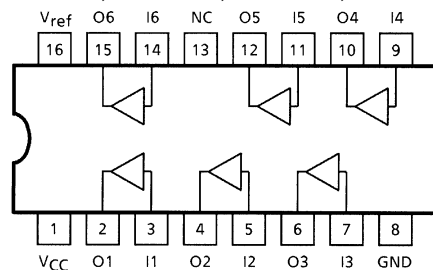 Vref O6 I6 NC O5 I5 O4 I4
16 15 14 13 12 11 10 9
1 2 3 4 5 6 7 8
VCC O1 I1 O2 I2 O3 I3 GND